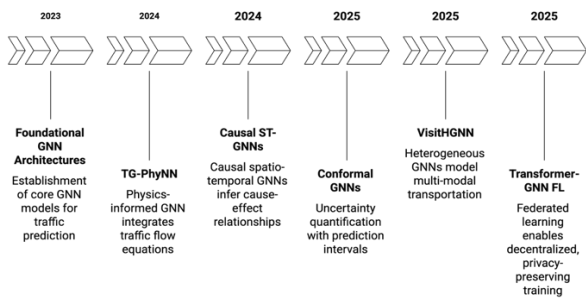 2023
2024
2024
2025
2025
2025
Foundational
GNN
Architectures
Establishment
of core GNN
models for
traffic
prediction
TG-PhyNN
Physics-
informed GNN
integrates
traffic flow
equations
Causal ST-
GNNs
Causal spatio-
temporal GNNs
infer cause-
effect
relationships
Conformal
GNNs
Uncertainty
quantification
with prediction
intervals
VisitHGNN
Heterogeneous
GNNs model
multi-modal
transportation
Transformer-
GNN FL
Federated
learning
enables
decentralized,
privacy-
preserving
training